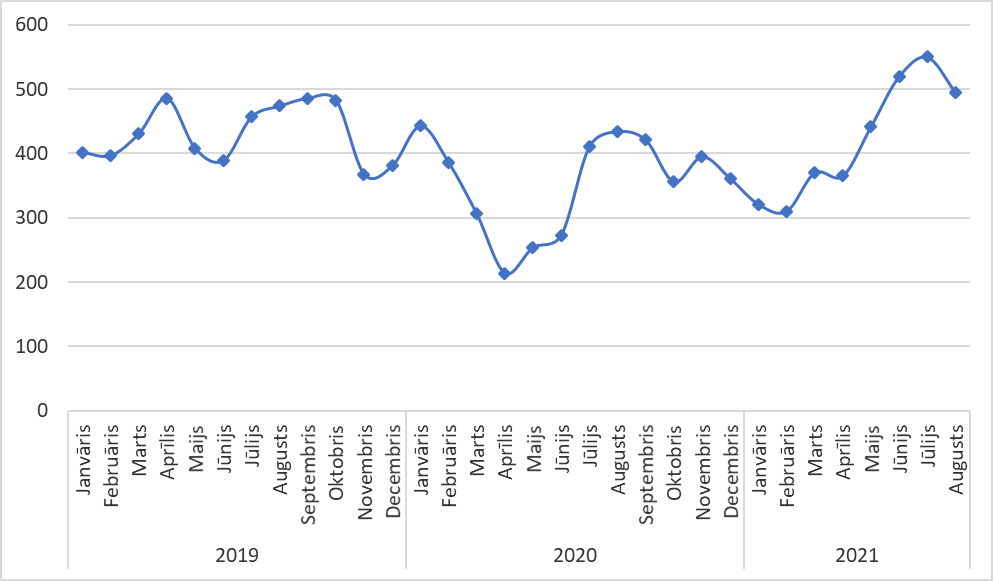 600
500
400
300
200
100
0
Janvāris
Februāris
Marts
Aprīlis
Maijs
Jūnijs
Jūlijs
Augusts
Septembris
Oktobris
Novembris
Decembris
Janvāris
Februāris
Marts
Aprīlis
Maijs
Jūnijs
Jūlijs
Augusts
Septembris
Oktobris
Novembris
Decembris
Janvāris
Februāris
Marts
Aprīlis
Maijs
Jūnijs
Jūlijs
Augusts
2019
2020
2021